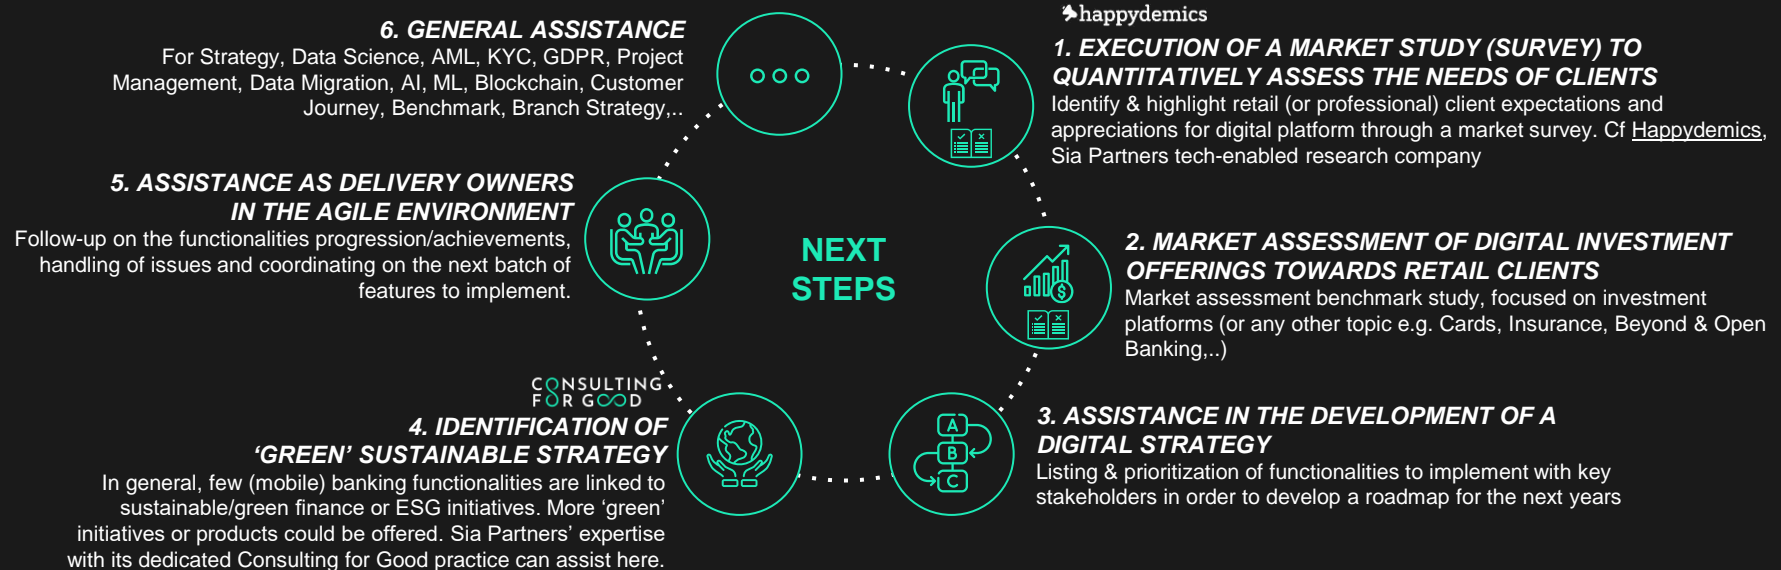 happydemics
1. EXECUTION OF A MARKET STUDY (SURVEY) TO
QUANTITATIVELY ASSESS THE NEEDS OF CLIENTS
Identify & highlight retail (or professional) client expectations and
appreciations for digital platform through a market survey. Cf Happydemics,
Sia Partners tech-enabled research company
2. MARKET ASSESSMENT OF DIGITAL INVESTMENT
OFFERINGS TOWARDS RETAIL CLIENTS
Market assessment benchmark study, focused on investment
platforms (or any other topic e.g. Cards, Insurance, Beyond & Open
Banking,..)
3. ASSISTANCE IN THE DEVELOPMENT OF A
DIGITAL STRATEGY
Listing & prioritization of functionalities to implement with key
stakeholders in order to develop a roadmap for the next years
A
B
C
CONSULTING
FOR GOOD
4. IDENTIFICATION OF
‘GREEN’ SUSTAINABLE STRATEGY
In general, few (mobile) banking functionalities are linked to
sustainable/green finance or ESG initiatives. More ‘green’
initiatives or products could be offered. Sia Partners’ expertise
with its dedicated Consulting for Good practice can assist here.
5. ASSISTANCE AS DELIVERY OWNERS
IN THE AGILE ENVIRONMENT
Follow-up on the functionalities progression/achievements,
handling of issues and coordinating on the next batch of
features to implement.
6. GENERAL ASSISTANCE
For Strategy, Data Science, AML, KYC, GDPR, Project
Management, Data Migration, AI, ML, Blockchain, Customer
Journey, Benchmark, Branch Strategy,..
NEXT
STEPS
$